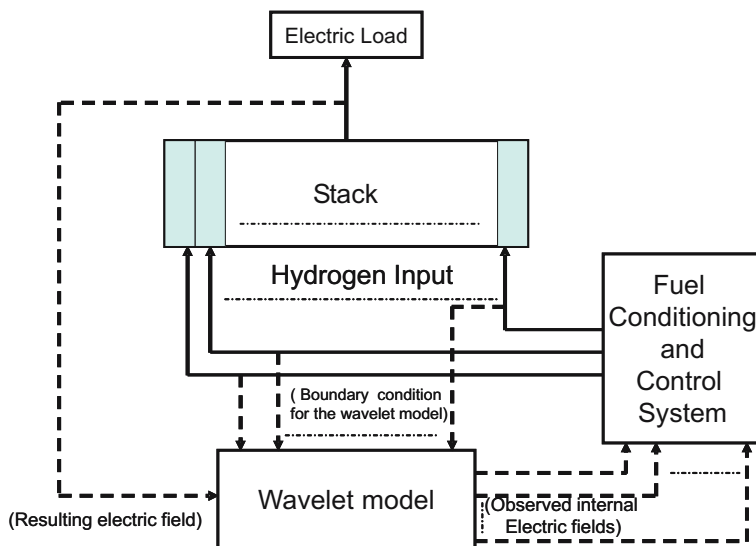 Electric Load
Stack
Hydrogen Input
Fuel
Conditioning
and
Control
System
( Boundary condition
for the wavelet model)
Wavelet model
(Resulting electric field)
(Observed internal
Electric fields)